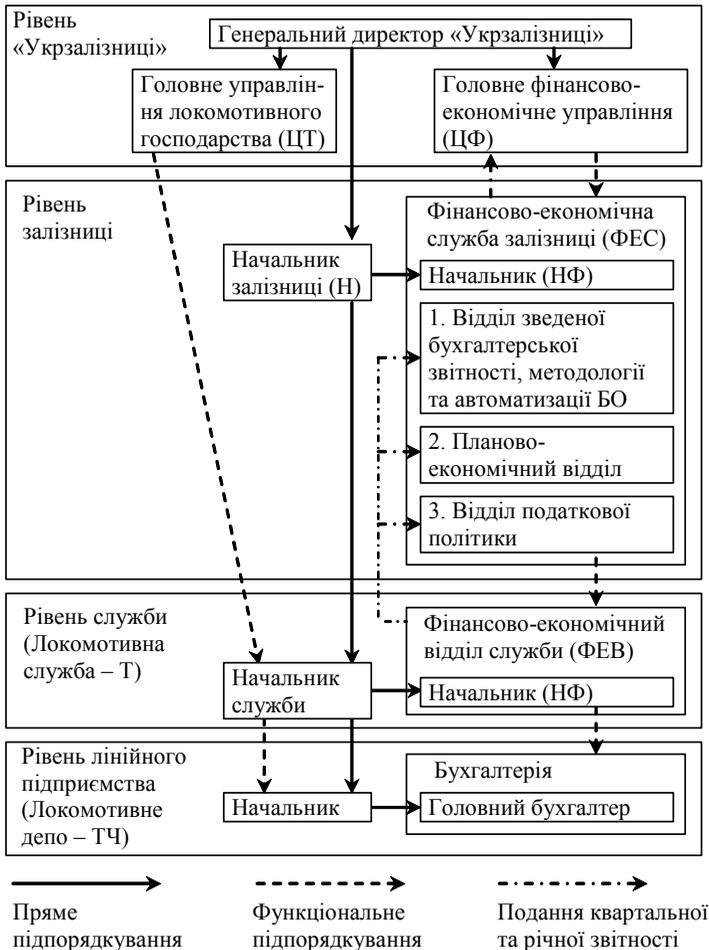 Рівень
«Укрзалізниці»
Генеральний директор «Укрзалізниці»
Головне управлін-
ня локомотивного
господарства (ЦТ)
Головне фінансово-
економічне управління
(ЦФ)
Рівень
залізниці
Фінансово-економічна
служба залізниці (ФЕС)
Начальник
залізниці (Н)
Начальник (НФ)
1. Відділ зведеної
бухгалтерської
звітності, методології
та автоматизації БО
2. Планово-
економічний відділ
3. Відділ податкової
політики
Рівень служби
(Локомотивна
служба – Т)
Фінансово-економічний
відділ служби (ФЕВ)
Начальник
служби
Начальник (НФ)
Рівень лінійного
підприємства
(Локомотивне
депо – ТЧ)
Бухгалтерія
Начальник
Головний бухгалтер
Пряме
підпорядкування
Функціональне
підпорядкування
Подання квартальної
та річної звітності